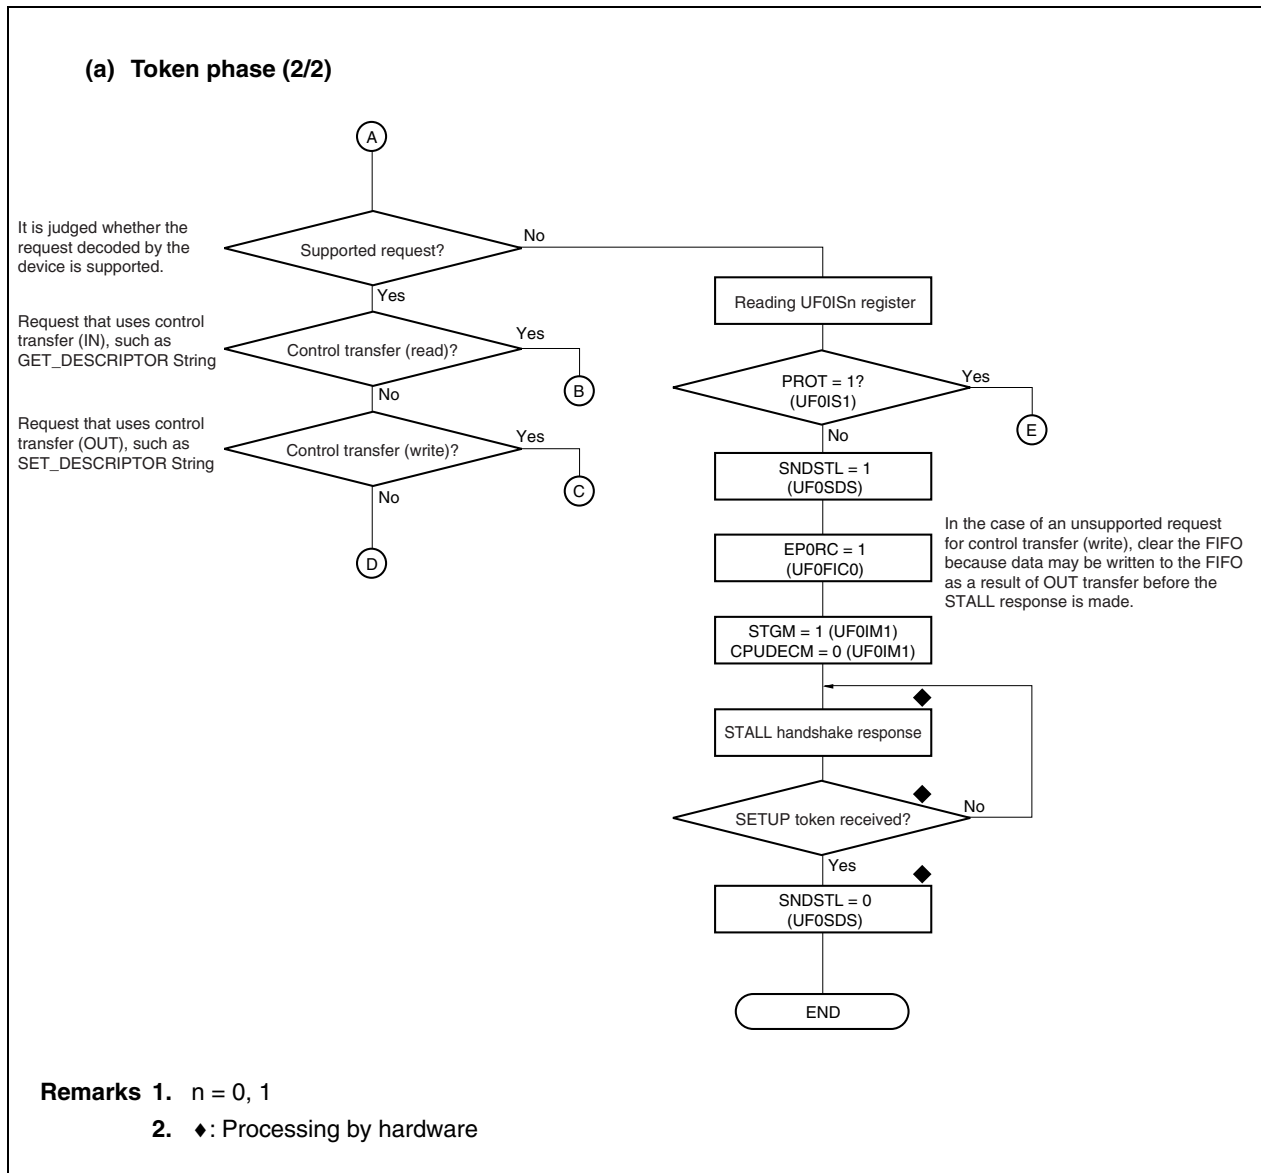 (a) Token phase (2/2)
A
It is judged whether the
request decoded by the
device is supported.
Supported request?
No
Yes
Request that uses control
transfer (IN), such as
GET_DESCRIPTOR String
Control transfer (read)?
Yes
B
No
Request that uses control
transfer (OUT), such as
SET_DESCRIPTOR String
Control transfer (write)?
Yes
C
No
D
Reading UF0ISn register
PROT = 1?
(UF0IS1)
Yes
E
No
SNDSTL = 1
(UF0SDS)
EP0RC = 1
(UF0FIC0)
In the case of an unsupported request
for control transfer (write), clear the FIFO
because data may be written to the FIFO
as a result of OUT transfer before the
STALL response is made.
STGM = 1 (UF0IM1)
CPUDECM = 0 (UF0IM1)
◆
STALL handshake response
◆
SETUP token received?
No
Yes
◆
SNDSTL = 0
(UF0SDS)
END
Remarks 1. n = 0, 1
2. ♦: Processing by hardware